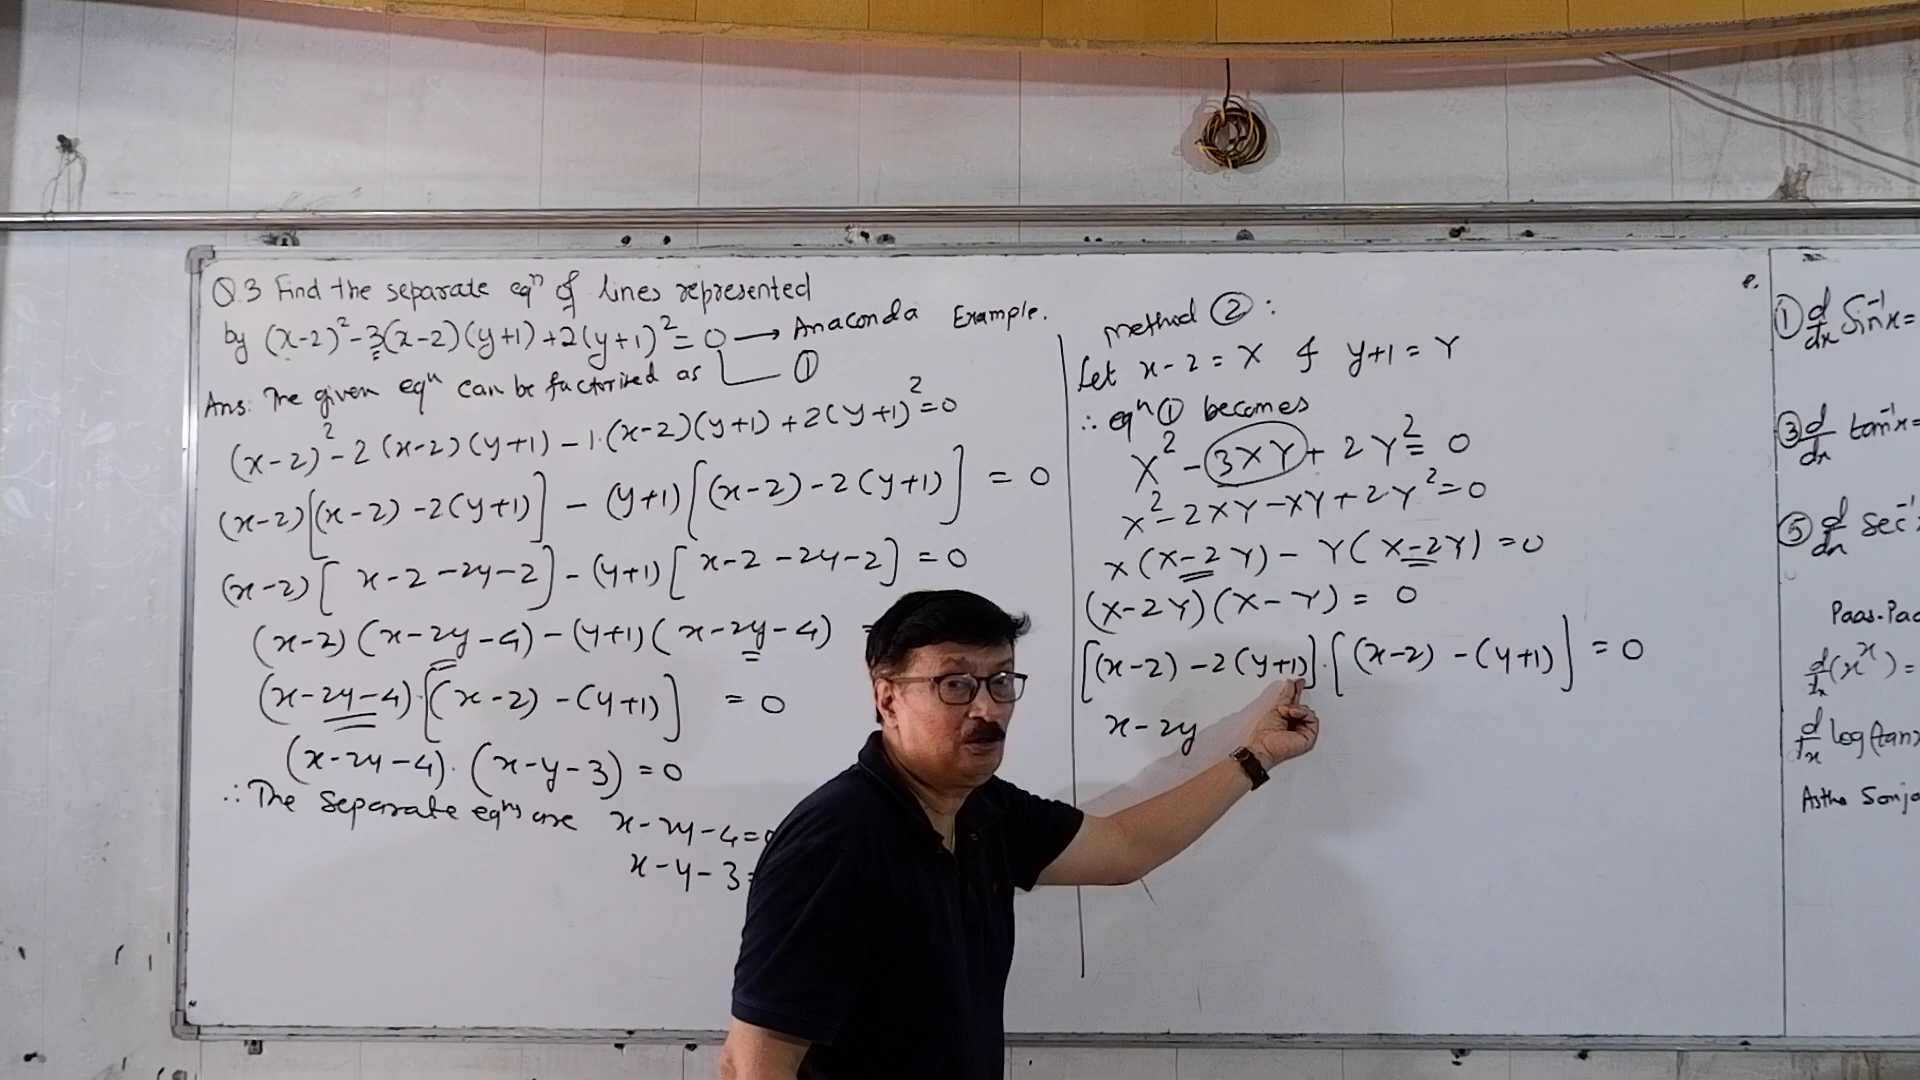 Q.3 Find the separate eqⁿ of lines represented
by (x-2)²-3(x-2)(y+1)+2(y+1)²=0 → Anaconda Example.
①
Ans: The given eqⁿ can be factorized as
(x-2)²-2(x-2)(y+1)-1.(x-2)(y+1)+2(y+1)²=0
(x-2)[(x-2)-2(y+1)] - (y+1)[(x-2)-2(y+1)] = 0
(x-2)[x-2-2y-2]-(y+1)[x-2-2y-2]=0
(x-2)(x-2y-4)-(y+1)(x-2y-4) =
(x-2y-4).[(x-2)-(y+1)] = 0
(x-2y-4).(x-y-3)=0
∴ The separate eqⁿˢ are x-2y-4=0
x-y-3=
method ②:
Let x-2=X & y+1=Y
∴ eqⁿ ① becomes
X²-3XY+2Y²=0
X²-2XY-XY+2Y²=0
X(X-2Y)-Y(X-2Y)=0
(X-2Y)(X-Y)=0
[(x-2)-2(y+1)].[(x-2)-(y+1)]=0
x-2y
e.
① d/dx Sin⁻¹x=
③ d/dx tan⁻¹x=
⑤ d/dx sec⁻¹
d/dx(x^x)=
d/dx log(tan
Astha